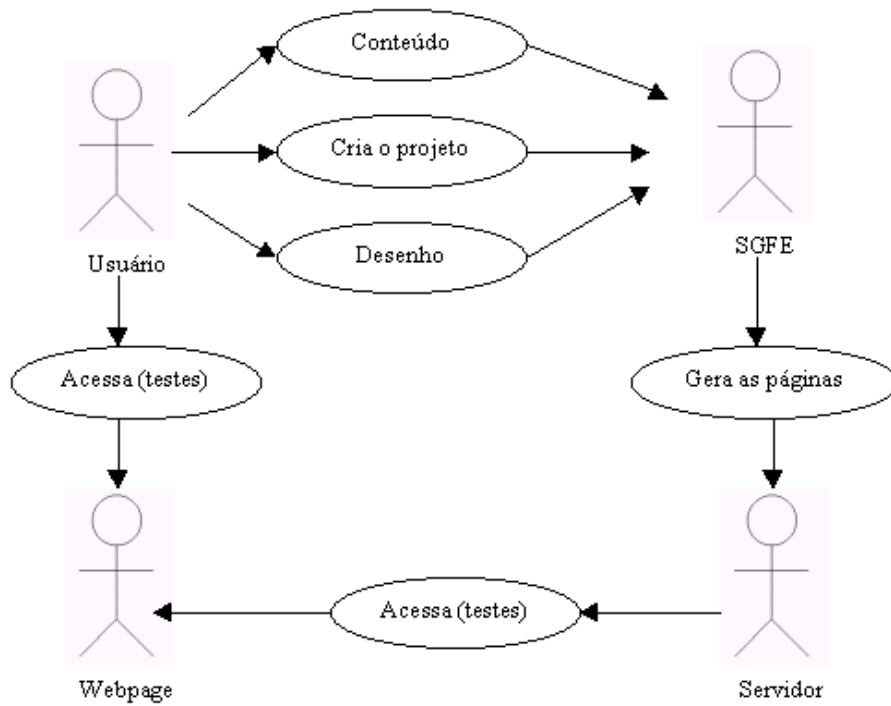 Conteúdo
Cria o projeto
Desenho
Usuário
SGFE
Acessa (testes)
Gera as páginas
Acessa (testes)
Webpage
Servidor